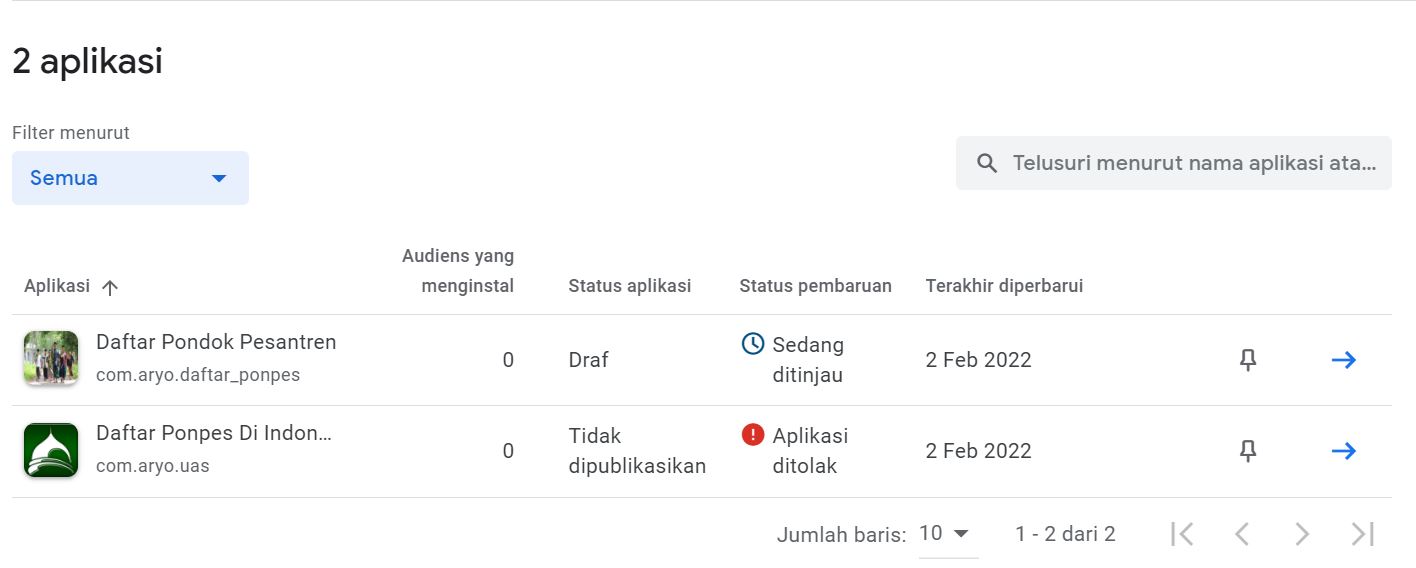 2 aplikasi
Filter menurut
Semua
Telusuri menurut nama aplikasi ata...
Aplikasi
Audiens yang
menginstal
Status aplikasi
Status pembaruan
Terakhir diperbarui
Daftar Pondok Pesantren
com.aryo.daftar_ponpes
0
Draf
Sedang
ditinjau
2 Feb 2022
Daftar Ponpes Di Indon...
com.aryo.uas
0
Tidak
dipublikasikan
Aplikasi
ditolak
2 Feb 2022
Jumlah baris:
10
1 - 2 dari 2